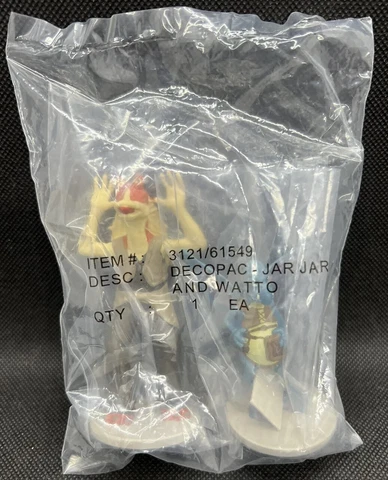 ITEM #: 3121/61549
DESC: DECOPAC - JAR JAR
AND WATTO
QTY : 1 EA